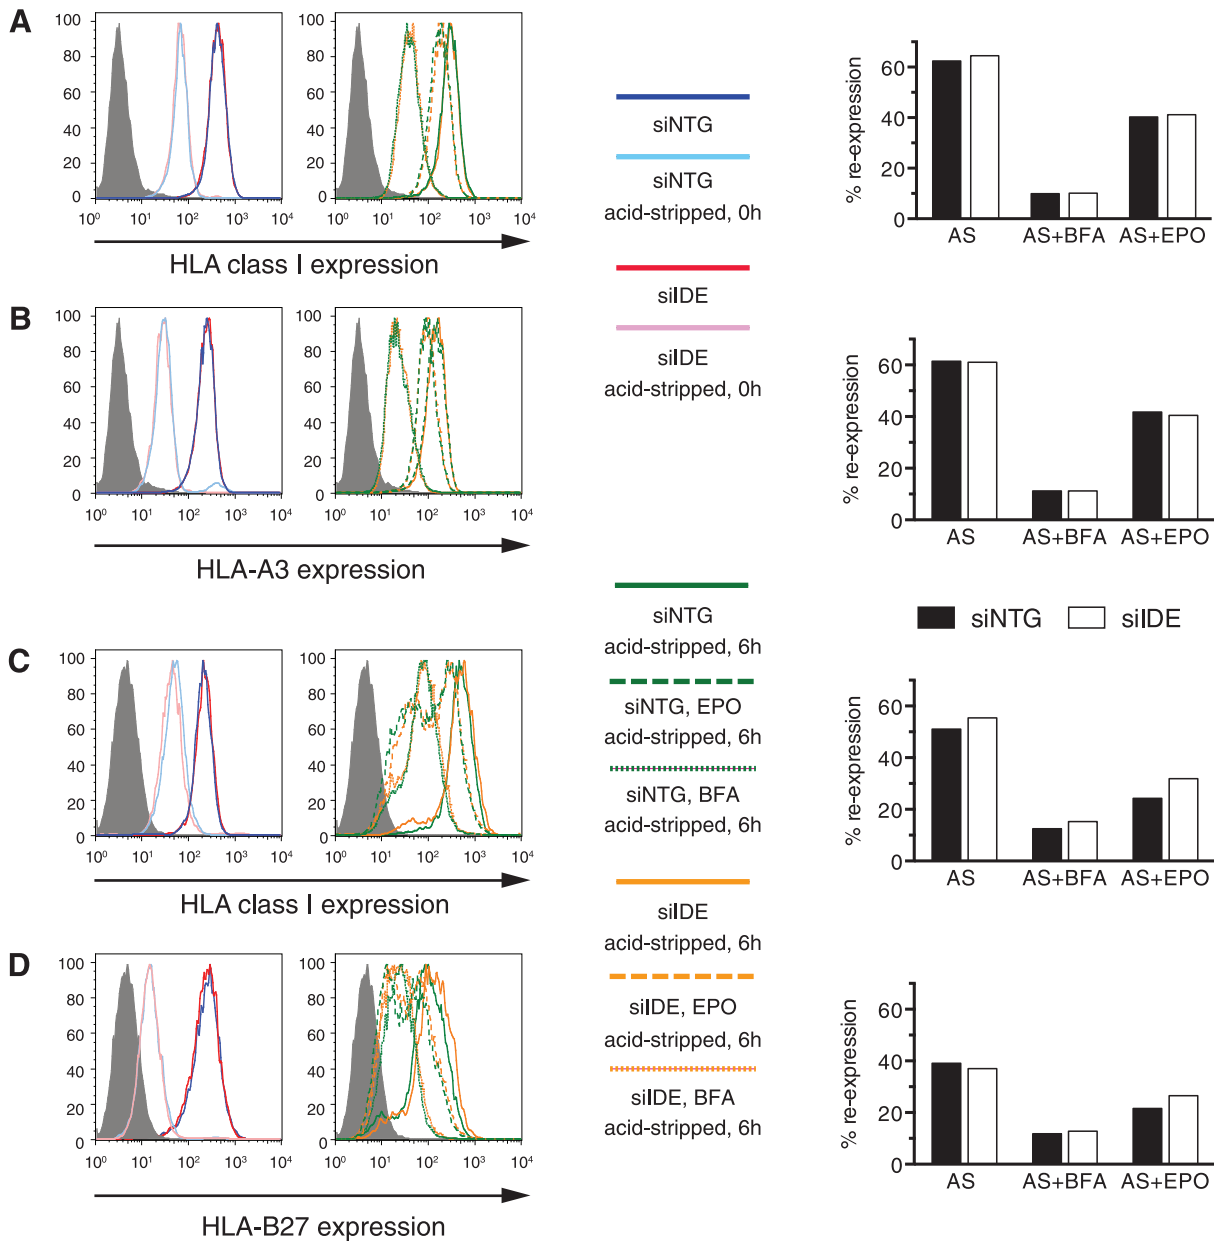 A
100
80
60
40
20
0
10⁰ 10¹ 10² 10³ 10⁴
100
80
60
40
20
0
10⁰ 10¹ 10² 10³ 10⁴
HLA class I expression
siNTG
siNTG
acid-stripped, 0h
siIDE
siIDE
acid-stripped, 0h
% re-expression
60
40
20
0
AS AS+BFA AS+EPO
B
100
80
60
40
20
0
10⁰ 10¹ 10² 10³ 10⁴
100
80
60
40
20
0
10⁰ 10¹ 10² 10³ 10⁴
HLA-A3 expression
% re-expression
60
40
20
0
AS AS+BFA AS+EPO
siNTG
acid-stripped, 6h
siNTG, EPO
acid-stripped, 6h
siNTG, BFA
acid-stripped, 6h
siNTG siIDE
C
100
80
60
40
20
0
10⁰ 10¹ 10² 10³ 10⁴
100
80
60
40
20
0
10⁰ 10¹ 10² 10³ 10⁴
HLA class I expression
% re-expression
60
40
20
0
AS AS+BFA AS+EPO
siIDE
acid-stripped, 6h
siIDE, EPO
acid-stripped, 6h
siIDE, BFA
acid-stripped, 6h
D
100
80
60
40
20
0
10⁰ 10¹ 10² 10³ 10⁴
100
80
60
40
20
0
10⁰ 10¹ 10² 10³ 10⁴
HLA-B27 expression
% re-expression
60
40
20
0
AS AS+BFA AS+EPO